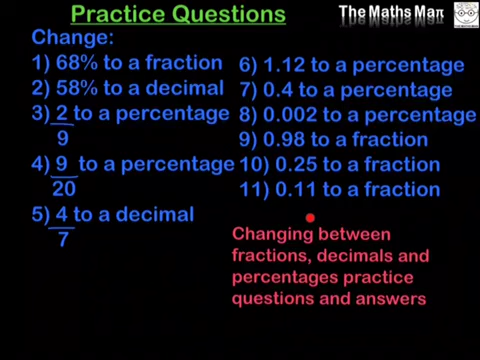 Practice Questions
The Maths Maπ
Change:
1) 68% to a fraction
2) 58% to a decimal
3) 2 to a percentage
9
4) 9 to a percentage
20
5) 4 to a decimal
7
6) 1.12 to a percentage
7) 0.4 to a percentage
8) 0.002 to a percentage
9) 0.98 to a fraction
10) 0.25 to a fraction
11) 0.11 to a fraction
Changing between
fractions, decimals and
percentages practice
questions and answers